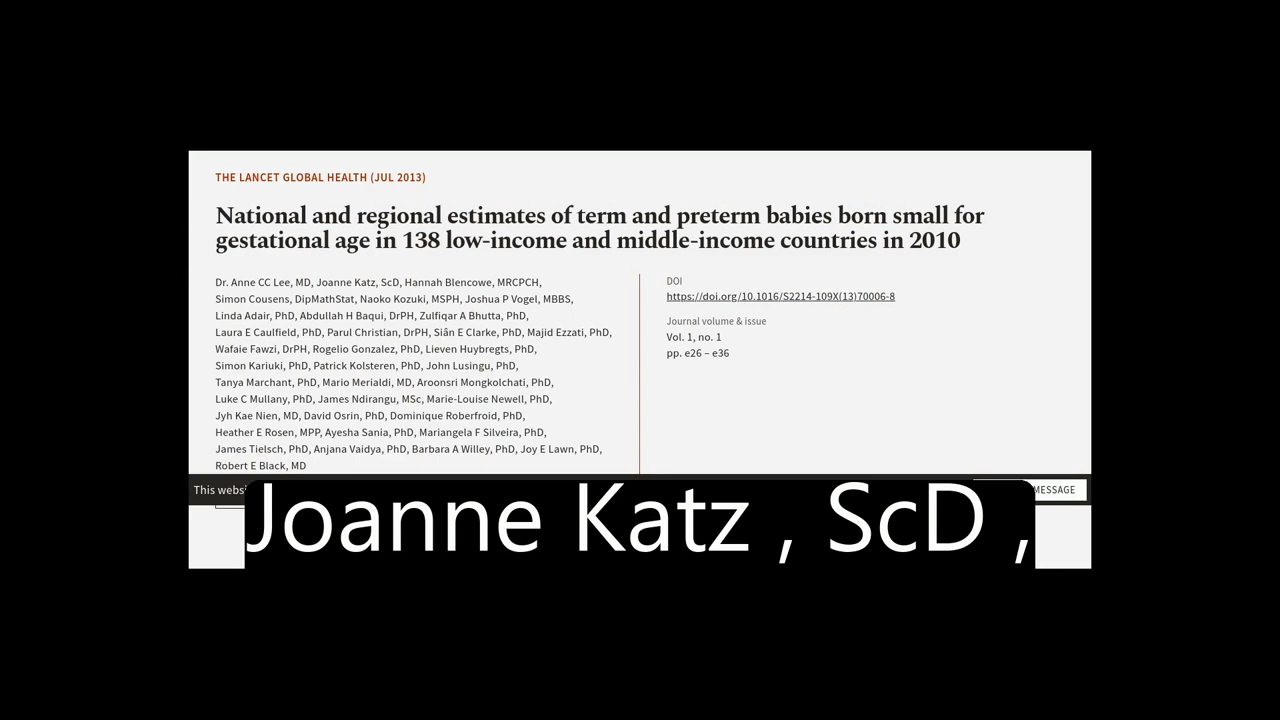 THE LANCET GLOBAL HEALTH (JUL 2013)
National and regional estimates of term and preterm babies born small for
gestational age in 138 low-income and middle-income countries in 2010
Dr. Anne CC Lee, MD, Joanne Katz, ScD, Hannah Blencowe, MRCPCH,
Simon Cousens, DipMathStat, Naoko Kozuki, MSPH, Joshua P Vogel, MBBS,
Linda Adair, PhD, Abdullah H Baqui, DrPH, Zulfiqar A Bhutta, PhD,
Laura E Caulfield, PhD, Parul Christian, DrPH, Siân E Clarke, PhD, Majid Ezzati, PhD,
Wafaie Fawzi, DrPH, Rogelio Gonzalez, PhD, Lieven Huybregts, PhD,
Simon Kariuki, PhD, Patrick Kolsteren, PhD, John Lusingu, PhD,
Tanya Marchant, PhD, Mario Merialdi, MD, Aroonsri Mongkolchati, PhD,
Luke C Mullany, PhD, James Ndirangu, MSc, Marie-Louise Newell, PhD,
Jyh Kae Nien, MD, David Osrin, PhD, Dominique Roberfroid, PhD,
Heather E Rosen, MPP, Ayesha Sania, PhD, Mariangela F Silveira, PhD,
James Tielsch, PhD, Anjana Vaidya, PhD, Barbara A Willey, PhD, Joy E Lawn, PhD,
Robert E Black, MD
DOI
https://doi.org/10.1016/S2214-109X(13)70006-8
Journal volume & issue
Vol. 1, no. 1
pp. e26 – e36
This
MESSAGE
Joanne Katz , ScD ,